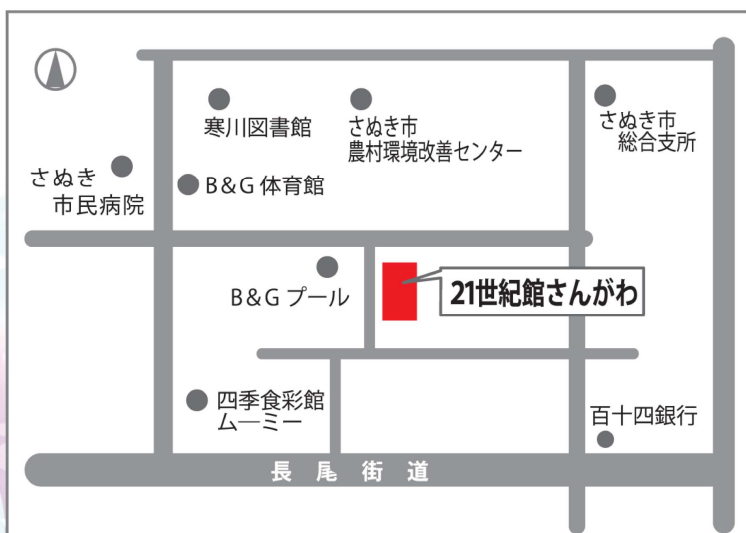 寒川図書館
さぬき市
農村環境改善センター
さぬき市
総合支所
さぬき
市民病院
B&G 体育館
B&G プール
21世紀館さんがわ
四季食彩館
ム―ミー
百十四銀行
長尾街道